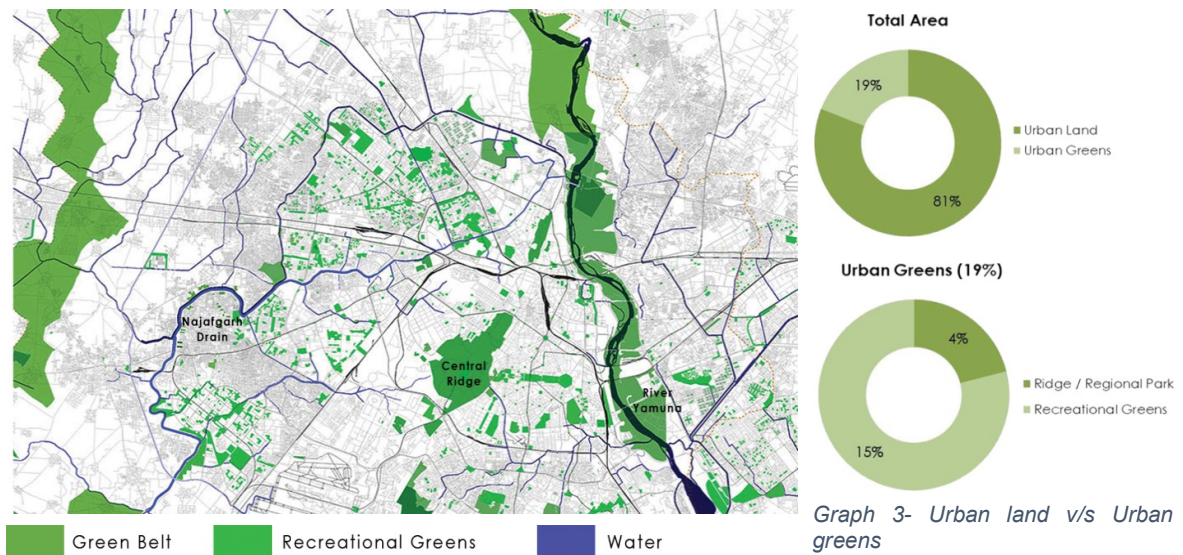 Najafgarh
Drain
Central
Ridge
River
Yamuna
Green Belt
Recreational Greens
Water
Total Area
19%
81%
Urban Land
Urban Greens
Urban Greens (19%)
4%
15%
Ridge / Regional Park
Recreational Greens
Graph 3- Urban land v/s Urban
greens